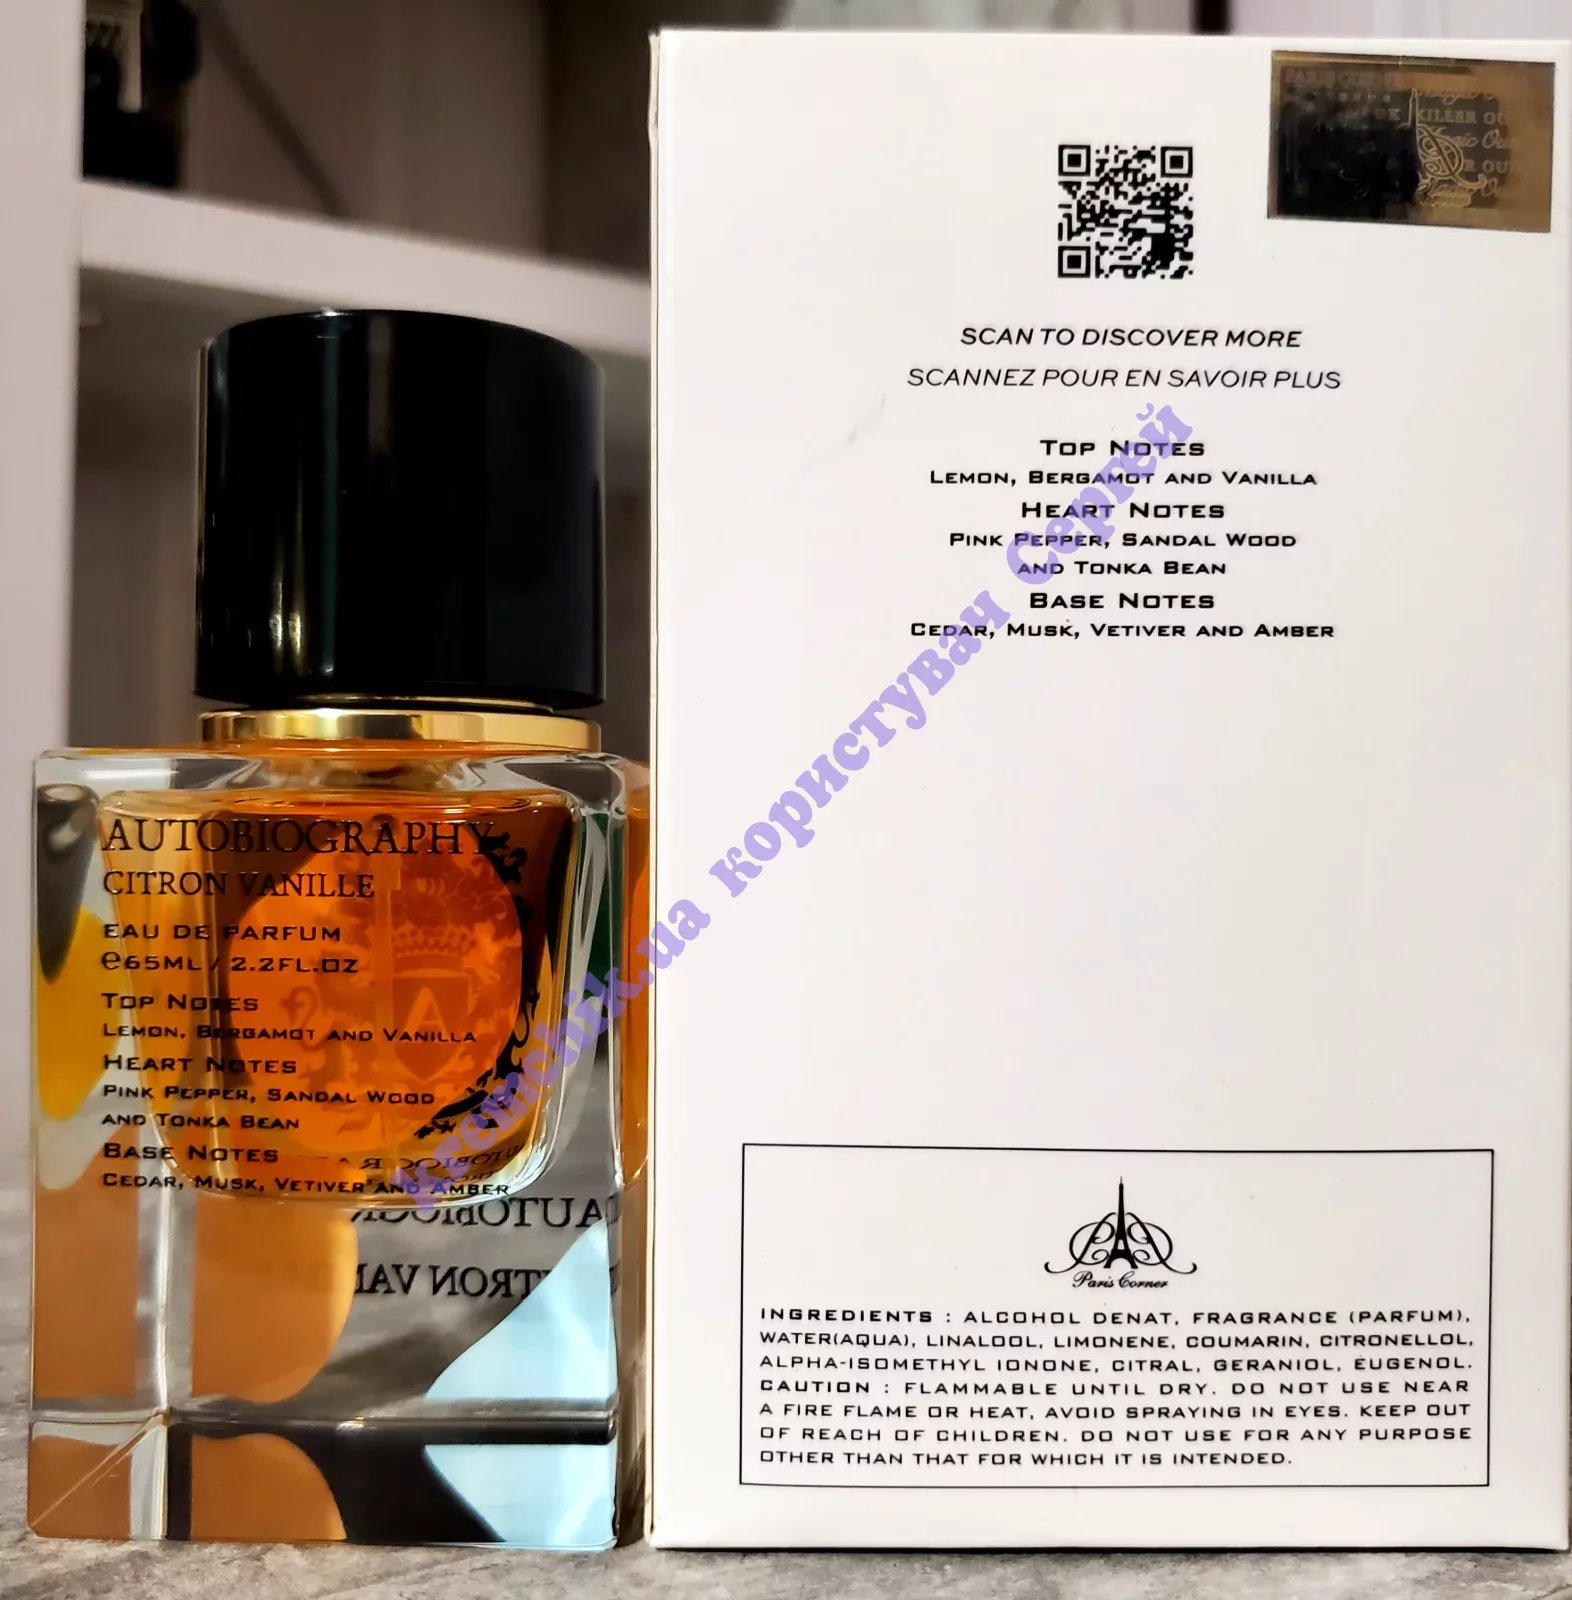 AUTOBIOGRAPHY
CITRON VANILLE
EAU DE PARFUM
℮65ML / 2.2FL.OZ
TOP NOTES
LEMON, BERGAMOT AND VANILLA
HEART NOTES
PINK PEPPER, SANDAL WOOD
AND TONKA BEAN
BASE NOTES
CEDAR, MUSK, VETIVER AND AMBER
A
KILLER OU
SCAN TO DISCOVER MORE
SCANNEZ POUR EN SAVOIR PLUS
TOP NOTES
LEMON, BERGAMOT AND VANILLA
HEART NOTES
PINK PEPPER, SANDAL WOOD
AND TONKA BEAN
BASE NOTES
CEDAR, MUSK, VETIVER AND AMBER
Paris Corner
INGREDIENTS : ALCOHOL DENAT, FRAGRANCE (PARFUM),
WATER(AQUA), LINALOOL, LIMONENE, COUMARIN, CITRONELLOL,
ALPHA-ISOMETHYL IONONE, CITRAL, GERANIOL, EUGENOL.
CAUTION : FLAMMABLE UNTIL DRY. DO NOT USE NEAR
A FIRE FLAME OR HEAT, AVOID SPRAYING IN EYES. KEEP OUT
OF REACH OF CHILDREN. DO NOT USE FOR ANY PURPOSE
OTHER THAN THAT FOR WHICH IT IS INTENDED.
kremchik.ua користувач Сергей